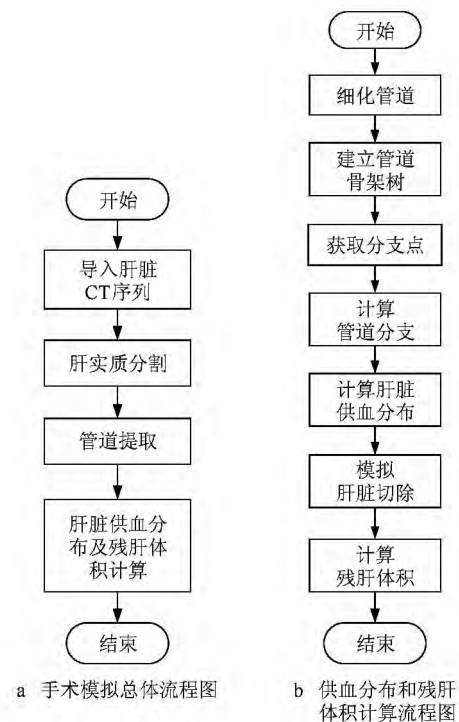 开始
导入肝脏
CT序列
肝实质分割
管道提取
肝脏供血分
布及残肝体
积计算
结束
a 手术模拟总体流程图
开始
细化管道
建立管道
骨架树
获取分支点
计算
管道分支
计算肝脏
供血分布
模拟
肝脏切除
计算
残肝体积
结束
b 供血分布和残肝
体积计算流程图